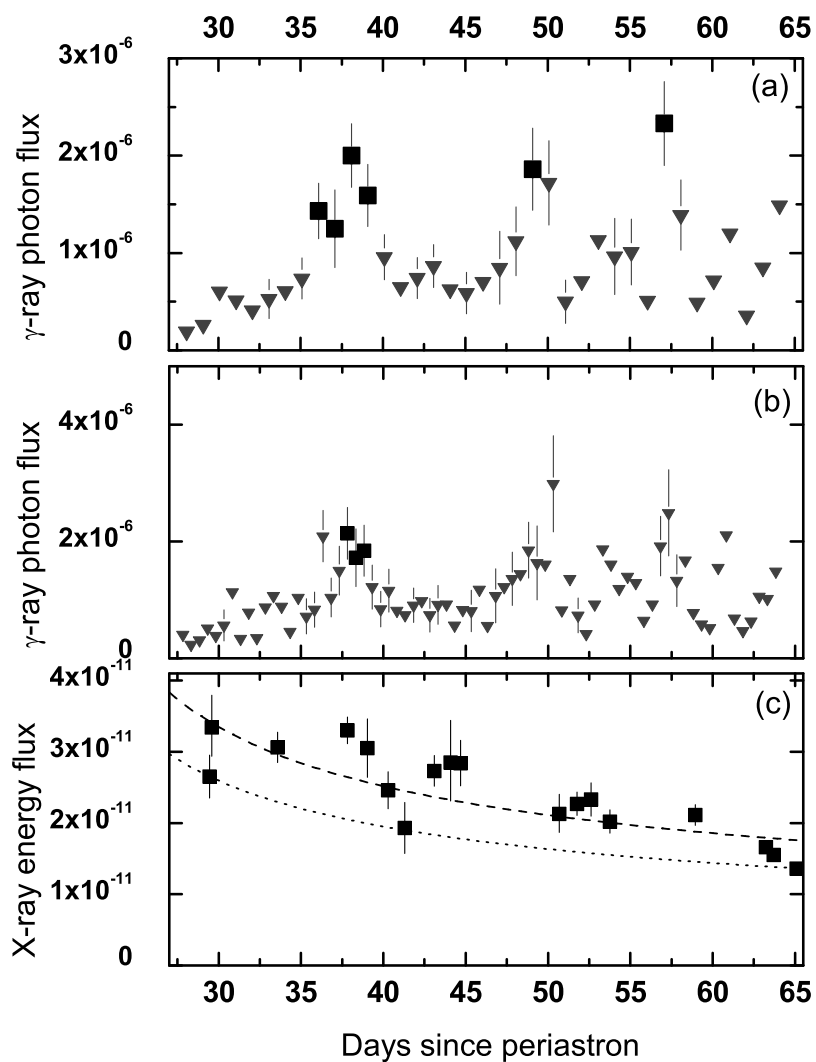 30 35 40 45 50 55 60 65
3x10⁻⁶
(a)
2x10⁻⁶
1x10⁻⁶
0
γ-ray photon flux
(b)
4x10⁻⁶
2x10⁻⁶
0
γ-ray photon flux
4x10⁻¹¹
(c)
3x10⁻¹¹
2x10⁻¹¹
1x10⁻¹¹
0
X-ray energy flux
30 35 40 45 50 55 60 65
Days since periastron